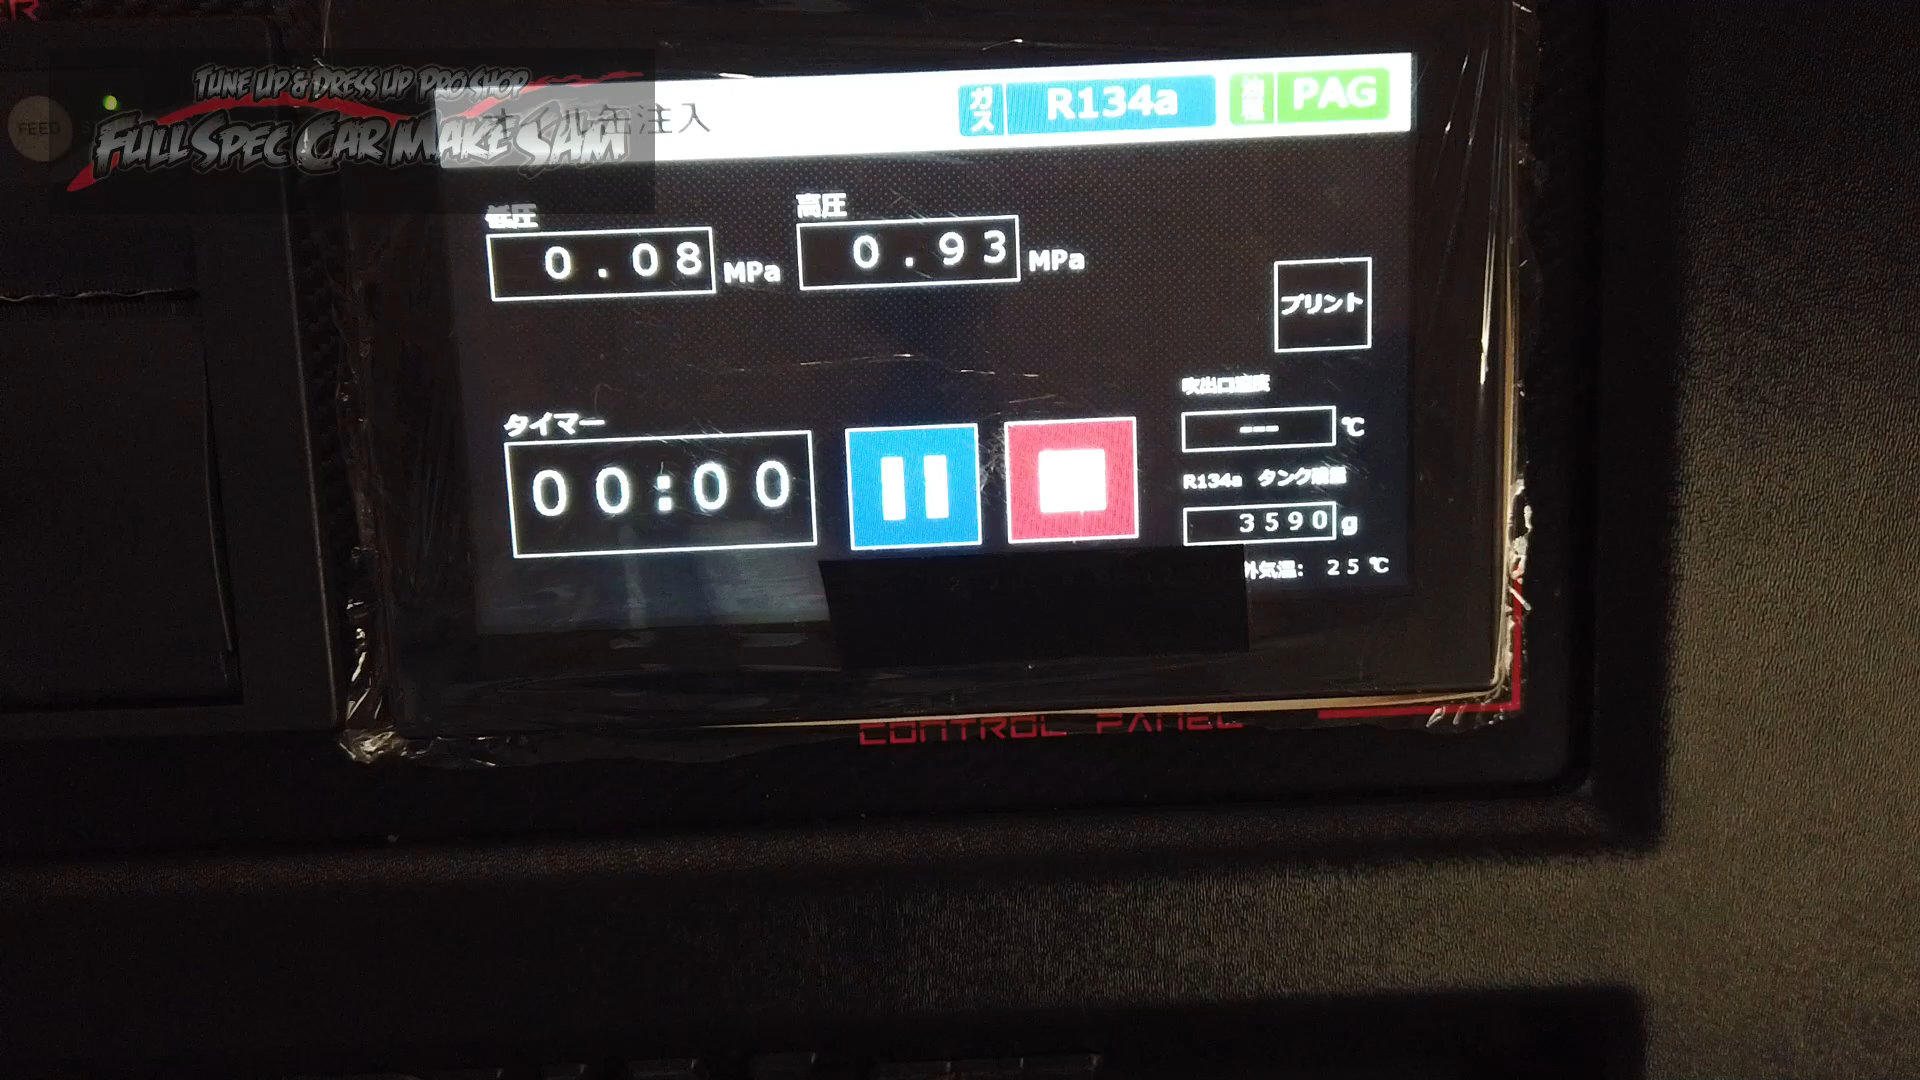 ER
TUNE UP & DRESS UP PRO SHOP
FULL SPEC CAR MAKE SAM
FEED
オイル缶注入
ガス R134a 油種 PAG
低圧
0.08 MPa
高圧
0.93 MPa
プリント
吹出口温度
--- ℃
タイマー
00:00
R134a タンク残量
3590 g
外気温: 25℃
CONTROL PANEL